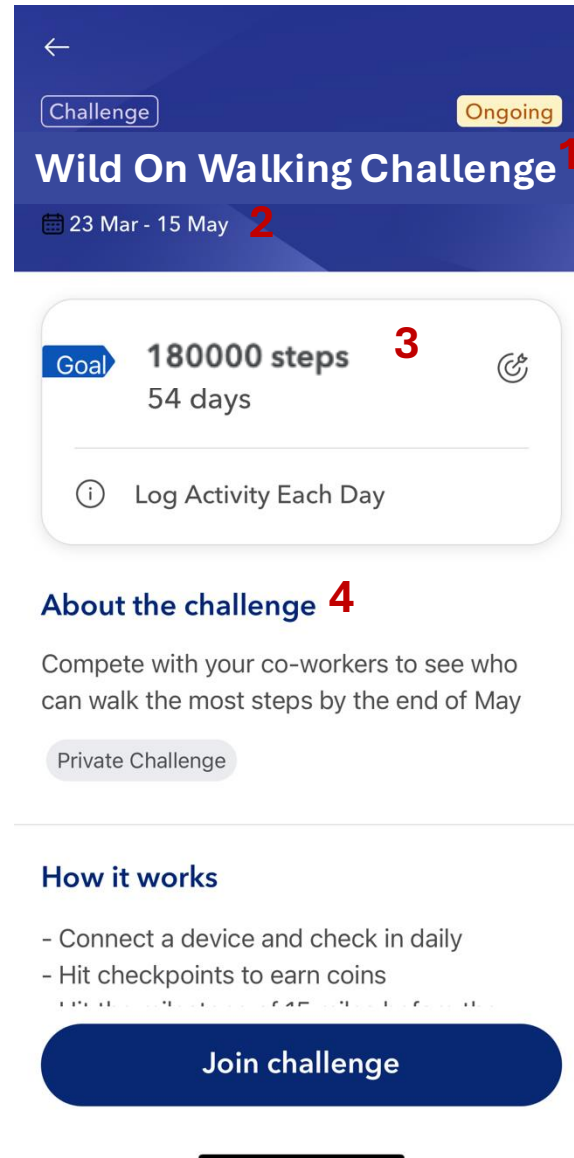 Challenge
Ongoing
Wild On Walking Challenge 1
23 Mar - 15 May 2
Goal
180000 steps 3
54 days
Log Activity Each Day
About the challenge 4
Compete with your co-workers to see who
can walk the most steps by the end of May
Private Challenge
How it works
- Connect a device and check in daily
- Hit checkpoints to earn coins
Join challenge